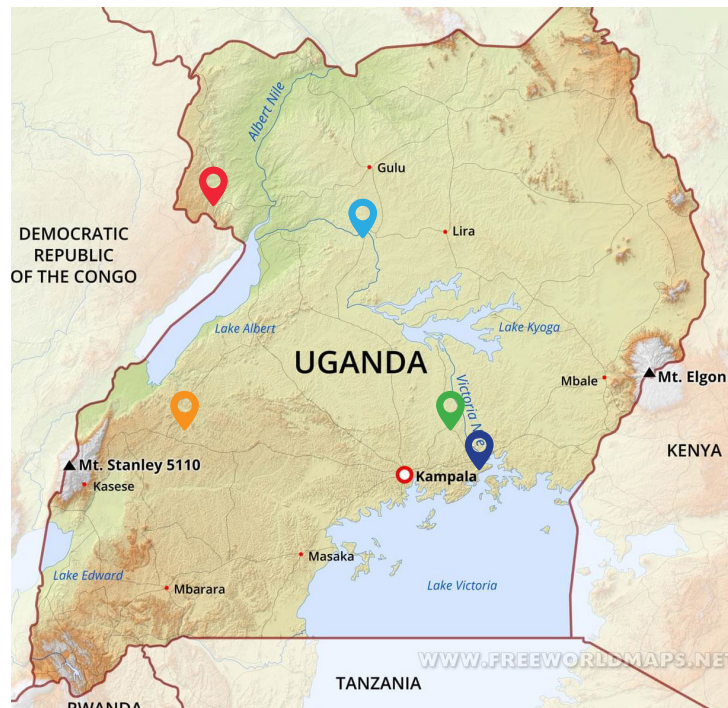 Albert Nile
Gulu
DEMOCRATIC
REPUBLIC
OF THE CONGO
Lira
Lake Albert
Lake Kyoga
UGANDA
Victoria N
e
Mbale
Mt. Elgon
KENYA
Mt. Stanley 5110
Kasese
Kampala
Masaka
Lake Edward
Mbarara
Lake Victoria
WWW.FREEWORLDMAPS.NET
TANZANIA
RWANDA